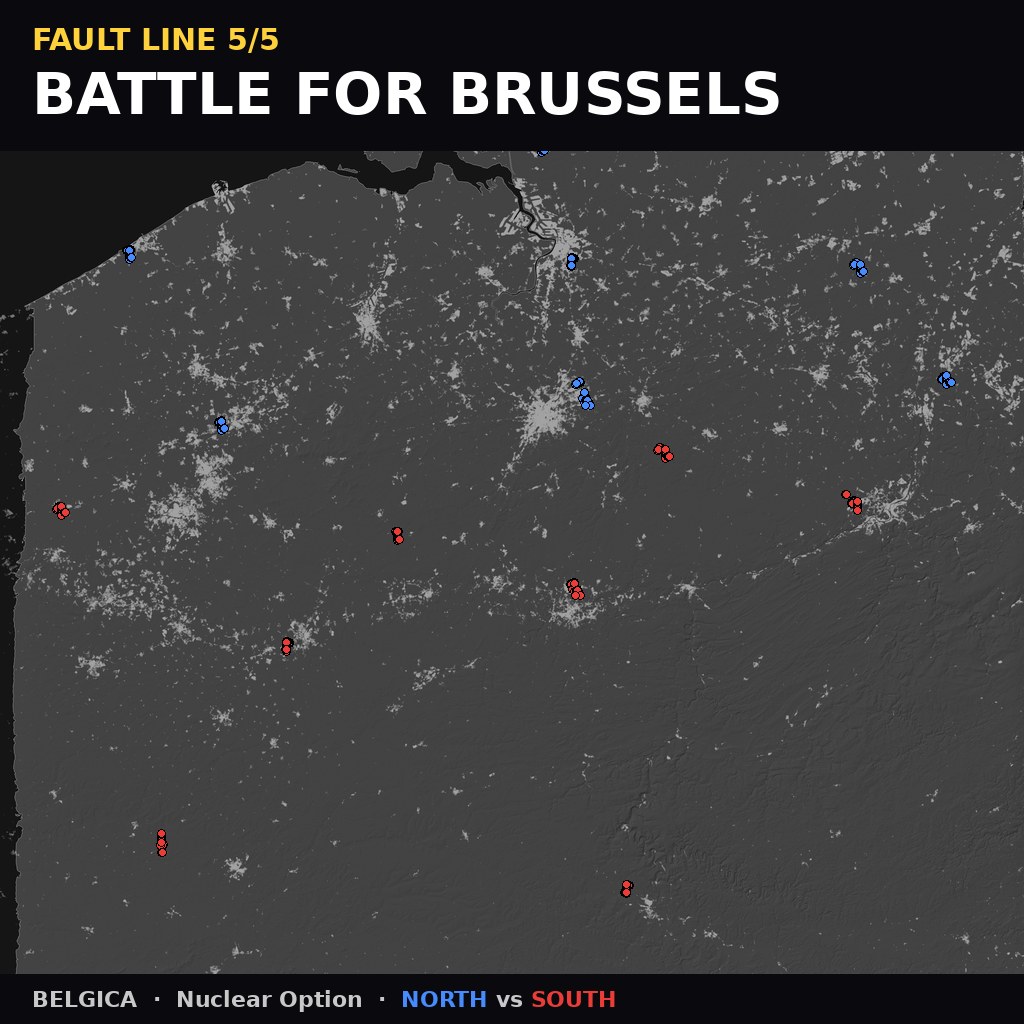 FAULT LINE 5/5
BATTLE FOR BRUSSELS
BELGICA · Nuclear Option · NORTH vs SOUTH